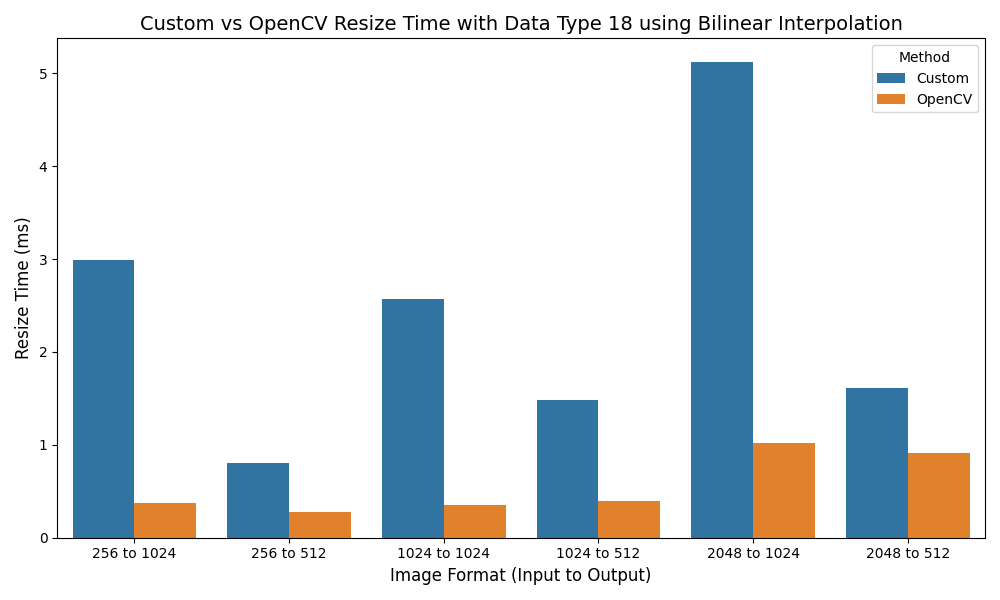 Custom vs OpenCV Resize Time with Data Type 18 using Bilinear Interpolation
Method
Custom
OpenCV
Resize Time (ms)
5
4
3
2
1
0
256 to 1024
256 to 512
1024 to 1024
1024 to 512
2048 to 1024
2048 to 512
Image Format (Input to Output)